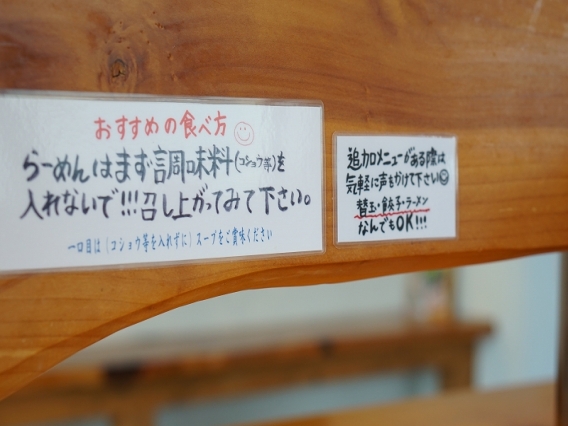 おすすめの食べ方
らーめんはまず調味料(コショウ等)を
入れないで!!!召し上がってみて下さい。
一口目は(コショウ等を入れずに)スープをご賞味ください
追加メニューがある際は
気軽に声をかけて下さい
替玉・餃子・ラーメン
なんでもOK!!!